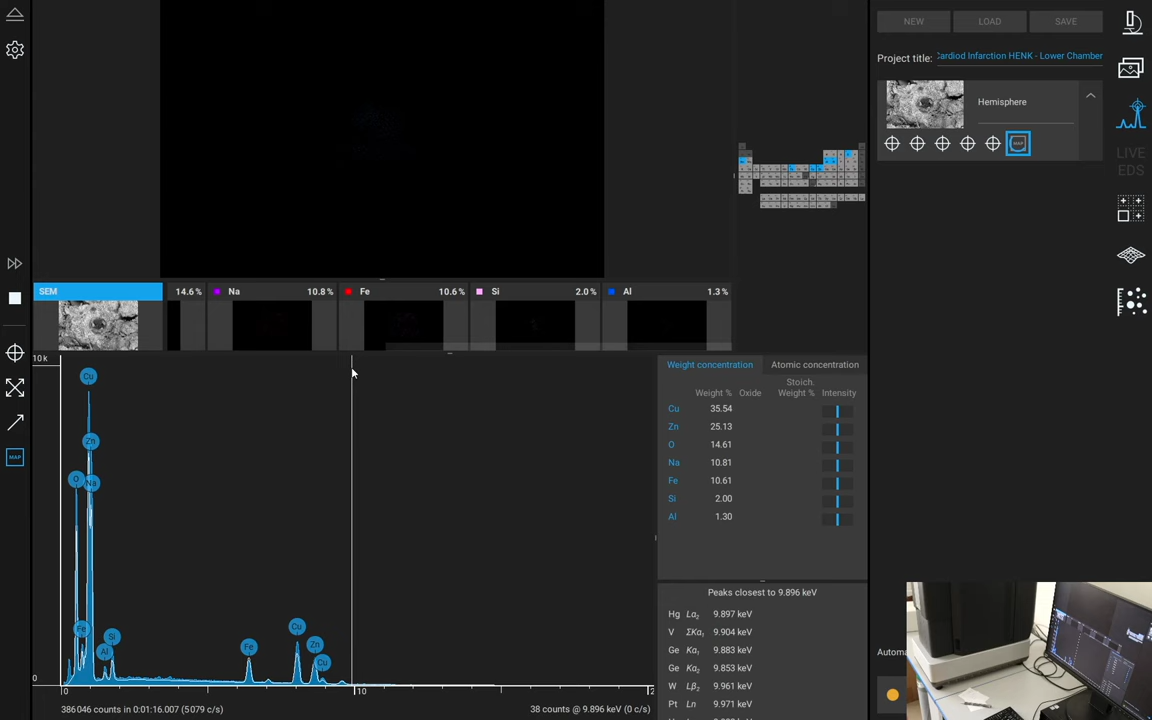 NEW LOAD SAVE
Project title: Cardiod Infarction HENK - Lower Chamber
Hemisphere
MAP
LIVE
EDS
SEM 14.6% Na 10.8% Fe 10.6% Si 2.0% Al 1.3%
10k
Cu
Zn
O
Na
Fe
Al
Si
Fe
Cu
Zn
Cu
0
0 10 2
386046 counts in 0:01:16.007 (5079 c/s) 38 counts @ 9.896 keV (0 c/s)
MAP
Weight concentration Atomic concentration
Stoich.
Weight % Oxide Weight % Intensity
Cu 35.54
Zn 25.13
O 14.61
Na 10.81
Fe 10.61
Si 2.00
Al 1.30
Peaks closest to 9.896 keV
Hg Lα₂ 9.897 keV
V ΣKα₁ 9.904 keV
Ge Kα₁ 9.883 keV
Ge Kα₂ 9.853 keV
W Lβ₂ 9.961 keV
Pt Ln 9.971 keV
Automa